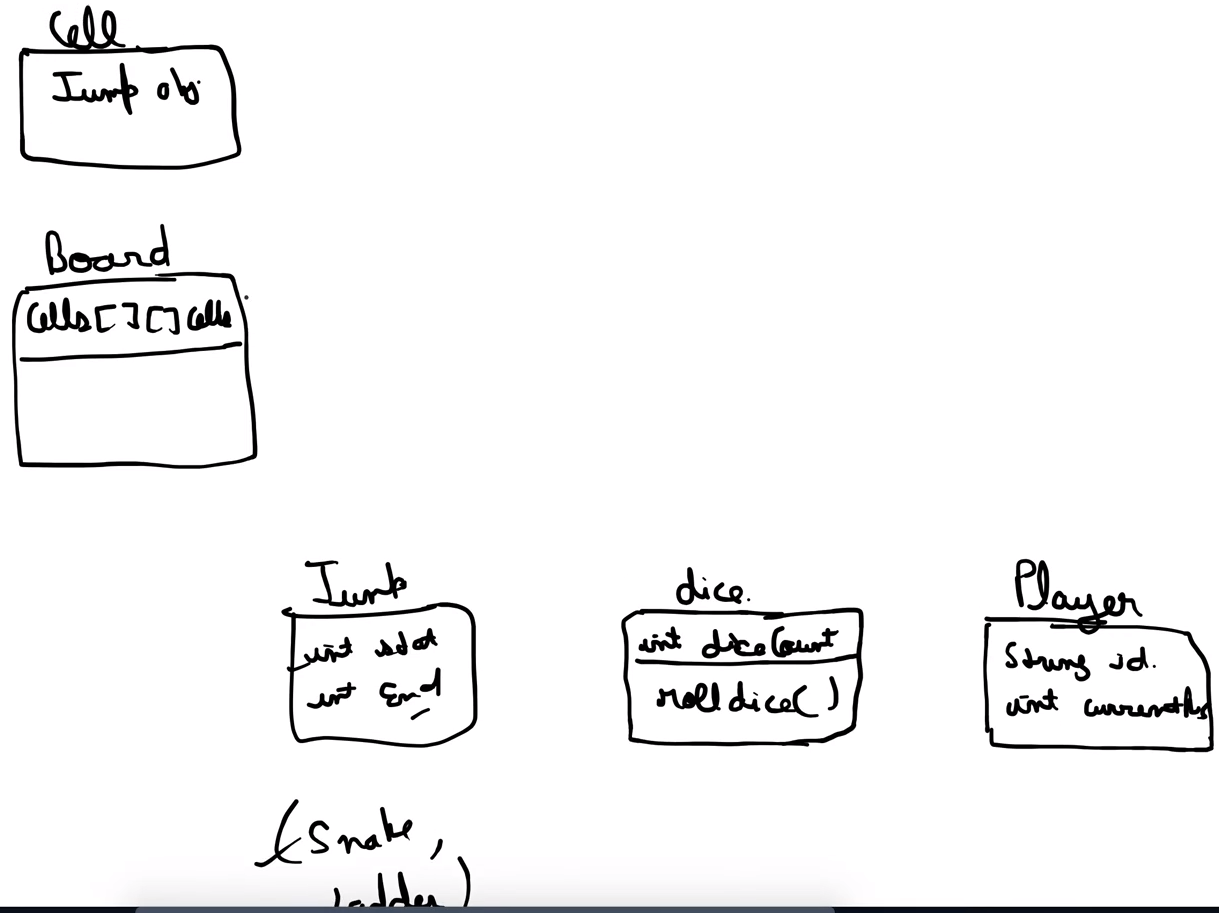 Cell
Jump obj
Board
Cells[][] cells
Jump
int start
int End
dice.
int diceCount
rolldice()
Player
String id.
int currentPos
(Snake,
Ladder)